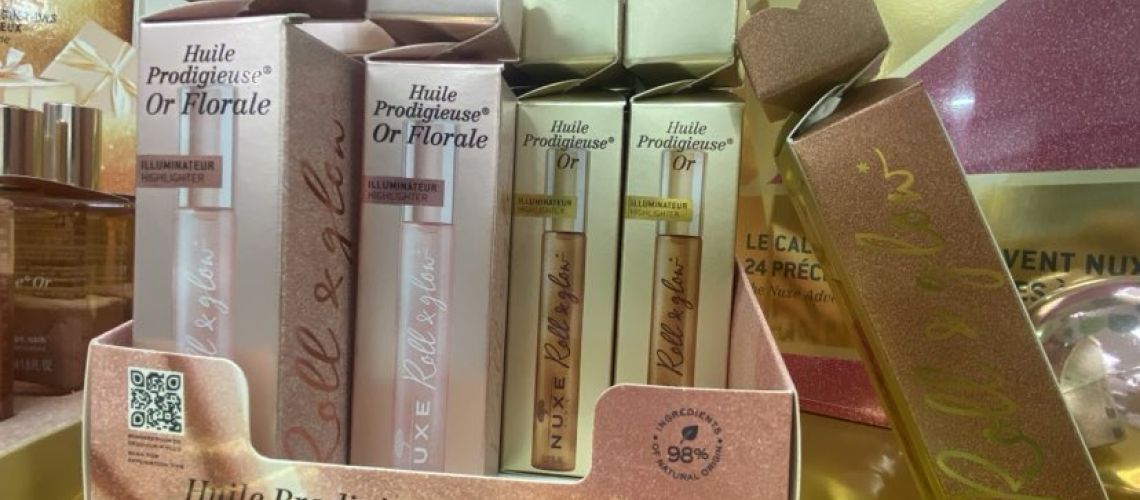 Huile
Prodigieuse®
Or Florale
ILLUMINATEUR
HIGHLIGHTER
Roll & glow
Huile
Prodigieuse®
Or Florale
ILLUMINATEUR
HIGHLIGHTER
Roll & glow
Huile
Prodigieuse®
Or
ILLUMINATEUR
HIGHLIGHTER
NUXE Roll & glow
Huile
Prodigieuse®
Or
ILLUMINATEUR
HIGHLIGHTER
Roll & glow
Roll & glow
LE CAL
24 PRÉC
The Nuxe Adve
VENT NUX
INGREDIENTS
98%
OF NATURAL ORIGIN